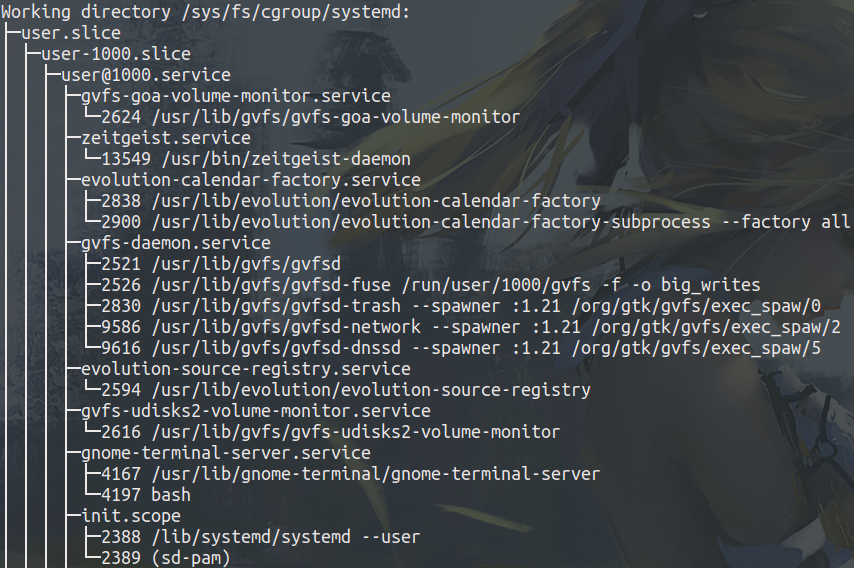 Working directory /sys/fs/cgroup/systemd:
├─user.slice
│ ├─user-1000.slice
│ │ ├─user@1000.service
│ │ │ ├─gvfs-goa-volume-monitor.service
│ │ │ │ └─2624 /usr/lib/gvfs/gvfs-goa-volume-monitor
│ │ │ ├─zeitgeist.service
│ │ │ │ └─13549 /usr/bin/zeitgeist-daemon
│ │ │ ├─evolution-calendar-factory.service
│ │ │ │ ├─2838 /usr/lib/evolution/evolution-calendar-factory
│ │ │ │ └─2900 /usr/lib/evolution/evolution-calendar-factory-subprocess --factory all
│ │ │ ├─gvfs-daemon.service
│ │ │ │ ├─2521 /usr/lib/gvfs/gvfsd
│ │ │ │ ├─2526 /usr/lib/gvfs/gvfsd-fuse /run/user/1000/gvfs -f -o big_writes
│ │ │ │ ├─2830 /usr/lib/gvfs/gvfsd-trash --spawner :1.21 /org/gtk/gvfs/exec_spaw/0
│ │ │ │ ├─9586 /usr/lib/gvfs/gvfsd-network --spawner :1.21 /org/gtk/gvfs/exec_spaw/2
│ │ │ │ └─9616 /usr/lib/gvfs/gvfsd-dnssd --spawner :1.21 /org/gtk/gvfs/exec_spaw/5
│ │ │ ├─evolution-source-registry.service
│ │ │ │ └─2594 /usr/lib/evolution/evolution-source-registry
│ │ │ ├─gvfs-udisks2-volume-monitor.service
│ │ │ │ └─2616 /usr/lib/gvfs/gvfs-udisks2-volume-monitor
│ │ │ ├─gnome-terminal-server.service
│ │ │ │ ├─4167 /usr/lib/gnome-terminal/gnome-terminal-server
│ │ │ │ └─4197 bash
│ │ │ ├─init.scope
│ │ │ │ ├─2388 /lib/systemd/systemd --user
│ │ │ │ └─2389 (sd-pam)